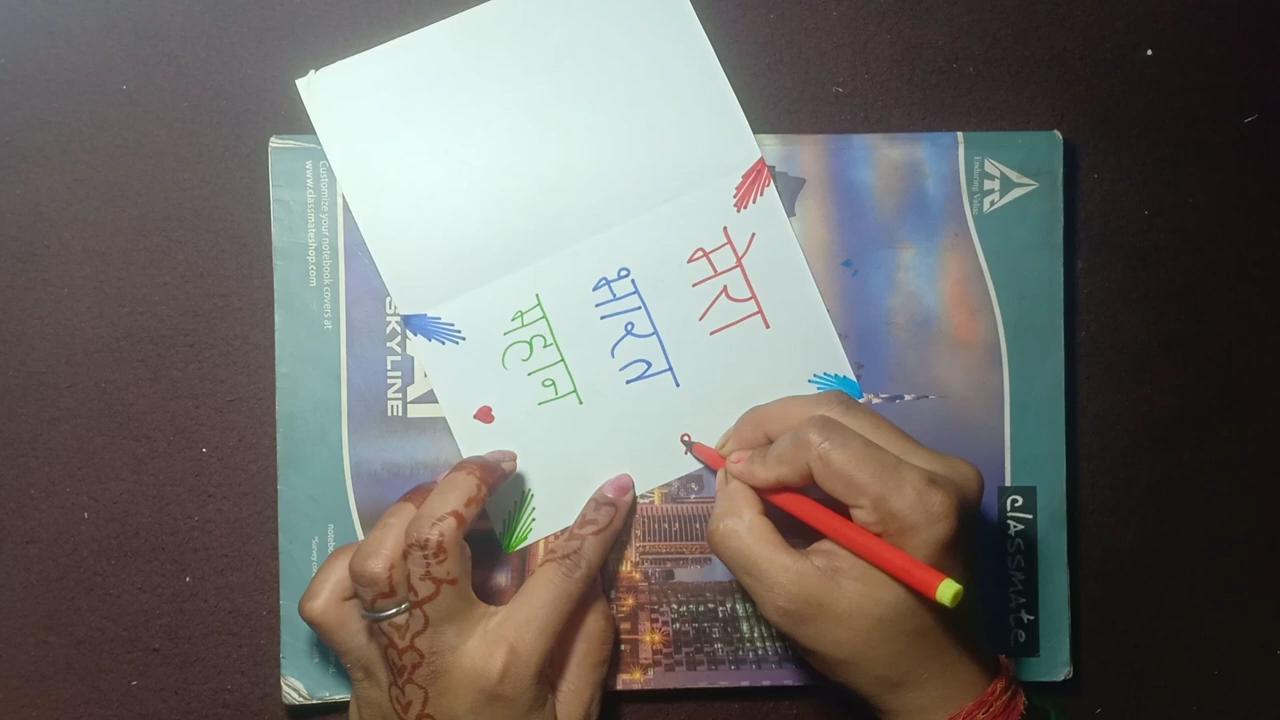 मेरा
भारत
महान
Customize your notebook covers at
www.classmateshop.com
SKYLINE
ITC
Enduring Value
classmate